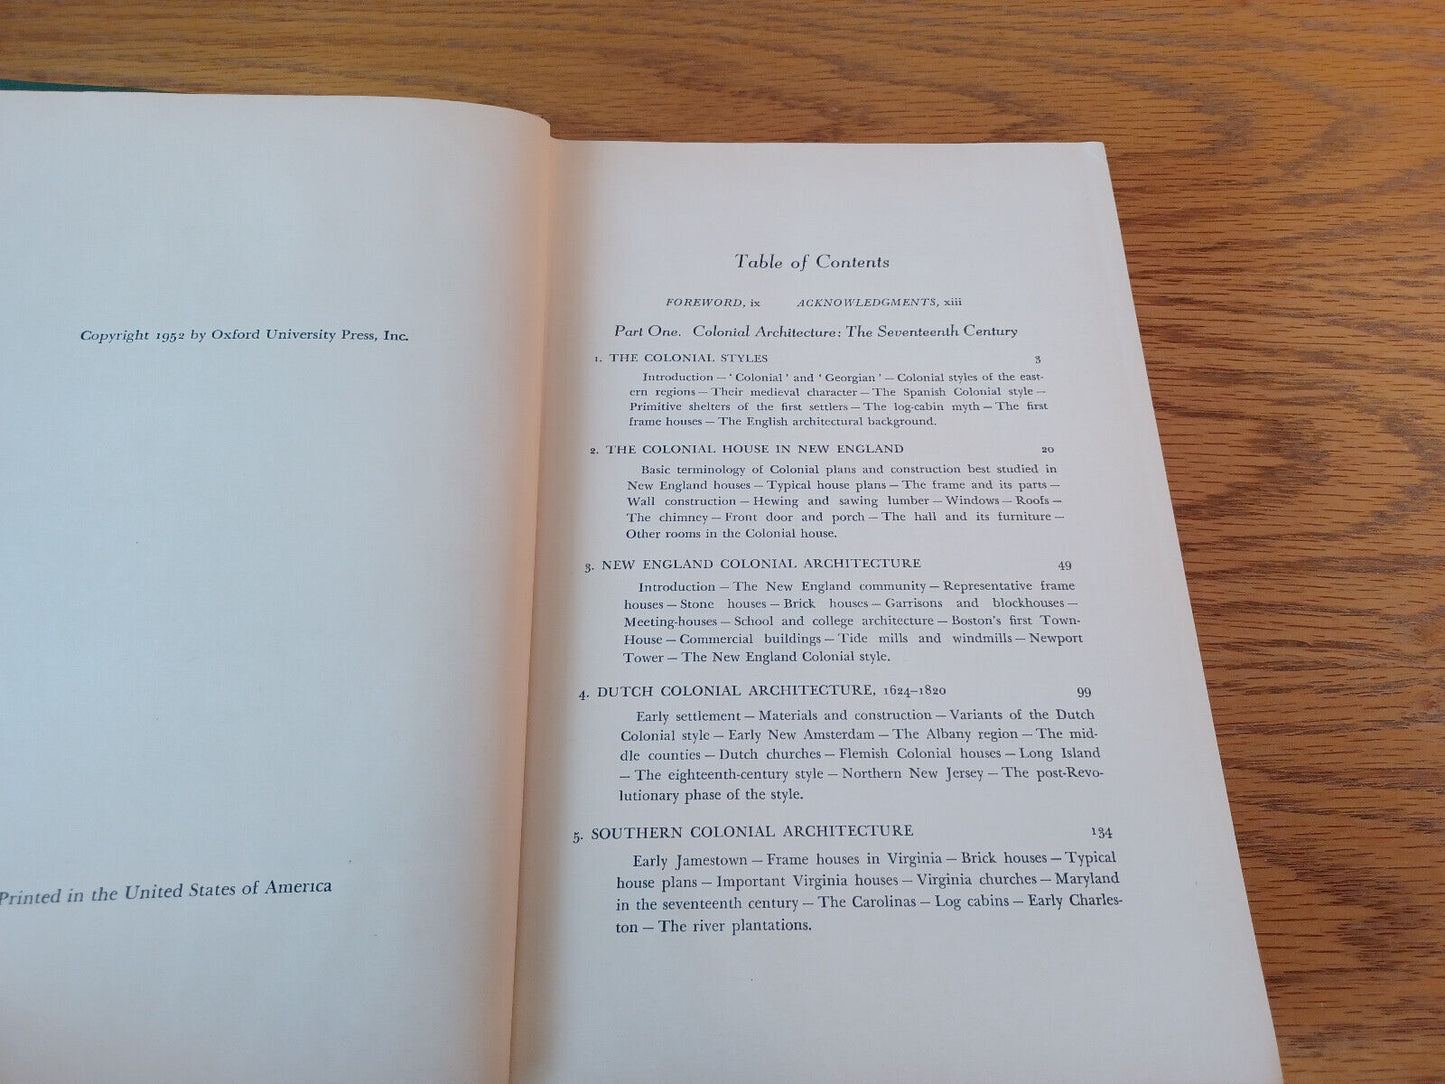 Copyright 1952 by Oxford University Press, Inc.
Printed in the United States of America
Table of Contents
FOREWORD, ix ACKNOWLEDGMENTS, xiii
Part One. Colonial Architecture: The Seventeenth Century
1. THE COLONIAL STYLES 3
Introduction — ‘Colonial’ and ‘Georgian’ — Colonial styles of the east-
ern regions — Their medieval character — The Spanish Colonial style —
Primitive shelters of the first settlers — The log-cabin myth — The first
frame houses — The English architectural background.
2. THE COLONIAL HOUSE IN NEW ENGLAND 20
Basic terminology of Colonial plans and construction best studied in
New England houses — Typical house plans — The frame and its parts —
Wall construction — Hewing and sawing lumber — Windows — Roofs —
The chimney — Front door and porch — The hall and its furniture —
Other rooms in the Colonial house.
3. NEW ENGLAND COLONIAL ARCHITECTURE 49
Introduction — The New England community — Representative frame
houses — Stone houses — Brick houses — Garrisons and blockhouses —
Meeting-houses — School and college architecture — Boston's first Town-
House — Commercial buildings — Tide mills and windmills — Newport
Tower — The New England Colonial style.
4. DUTCH COLONIAL ARCHITECTURE, 1624–1820 99
Early settlement — Materials and construction — Variants of the Dutch
Colonial style — Early New Amsterdam — The Albany region — The mid-
dle counties — Dutch churches — Flemish Colonial houses — Long Island
— The eighteenth-century style — Northern New Jersey — The post-Revo-
lutionary phase of the style.
5. SOUTHERN COLONIAL ARCHITECTURE 134
Early Jamestown — Frame houses in Virginia — Brick houses — Typical
house plans — Important Virginia houses — Virginia churches — Maryland
in the seventeenth century — The Carolinas — Log cabins — Early Charles-
ton — The river plantations.